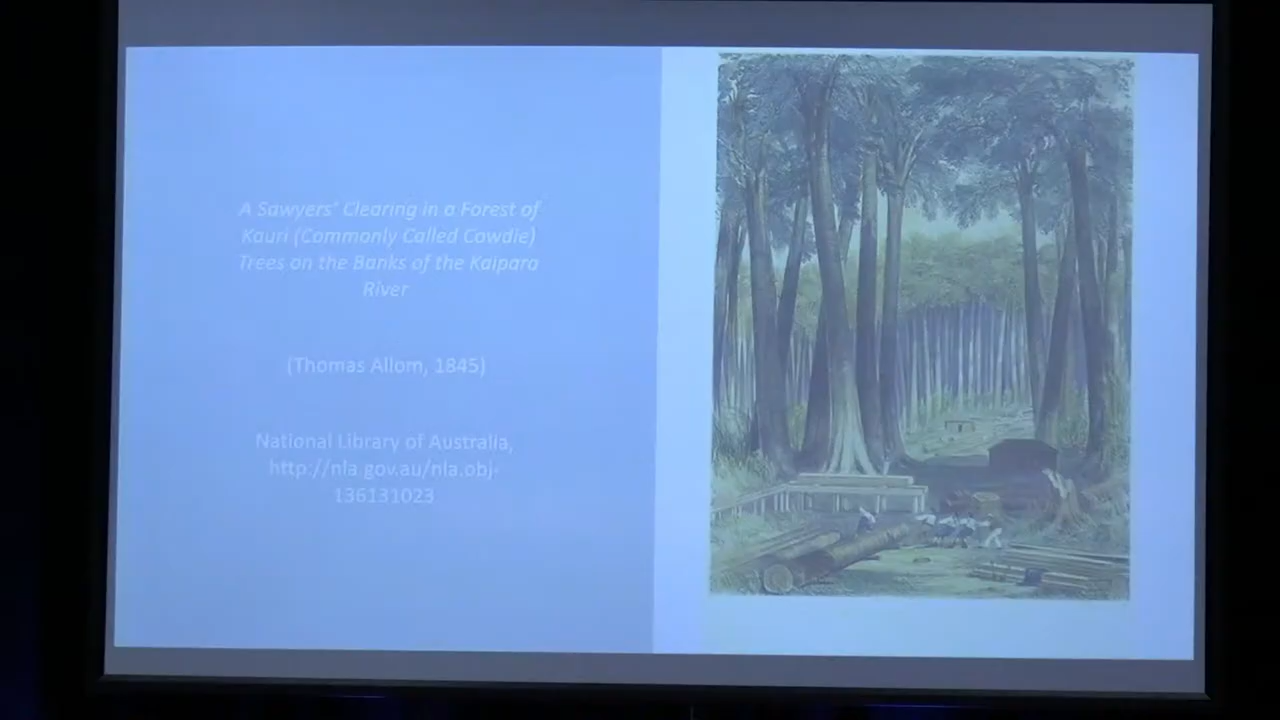 A Sawyers' Clearing in a Forest of
Kauri (Commonly Called Cowdie)
Trees on the Banks of the Kaipara
River
(Thomas Allom, 1845)
National Library of Australia,
http://nla.gov.au/nla.obj-
136131023